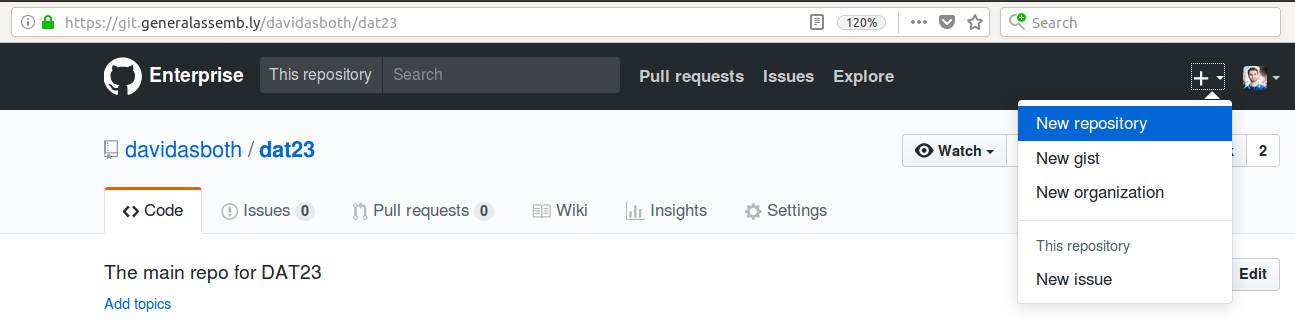 https://git.generalassemb.ly/davidasboth/dat23 120% Search
Enterprise This repository Search Pull requests Issues Explore
New repository
New gist
New organization
This repository
New issue
davidasboth / dat23 Watch 2
Code Issues 0 Pull requests 0 Wiki Insights Settings
The main repo for DAT23 Edit
Add topics